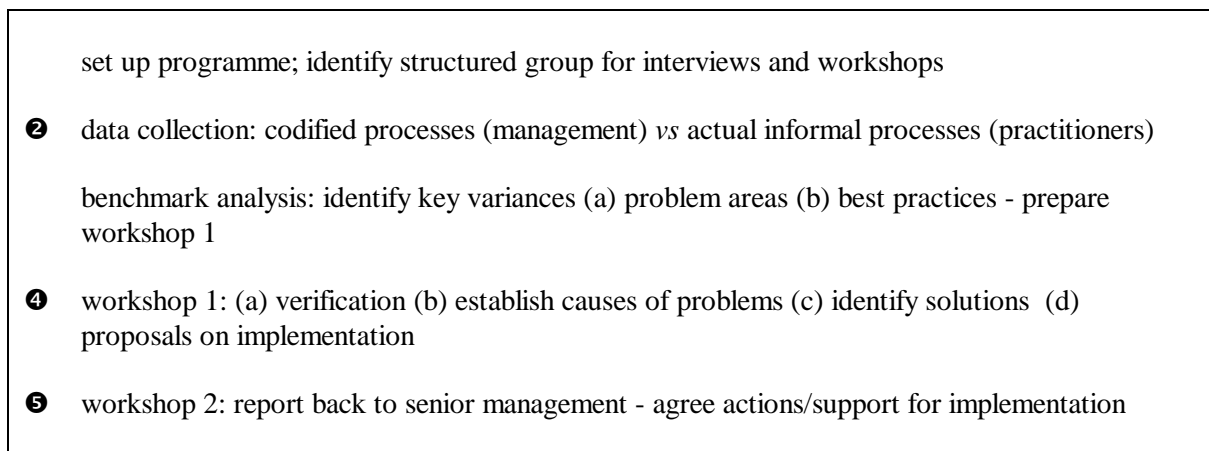 set up programme; identify structured group for interviews and workshops
❷ data collection: codified processes (management) vs actual informal processes (practitioners)
benchmark analysis: identify key variances (a) problem areas (b) best practices - prepare
workshop 1
❹ workshop 1: (a) verification (b) establish causes of problems (c) identify solutions (d)
proposals on implementation
❺ workshop 2: report back to senior management - agree actions/support for implementation